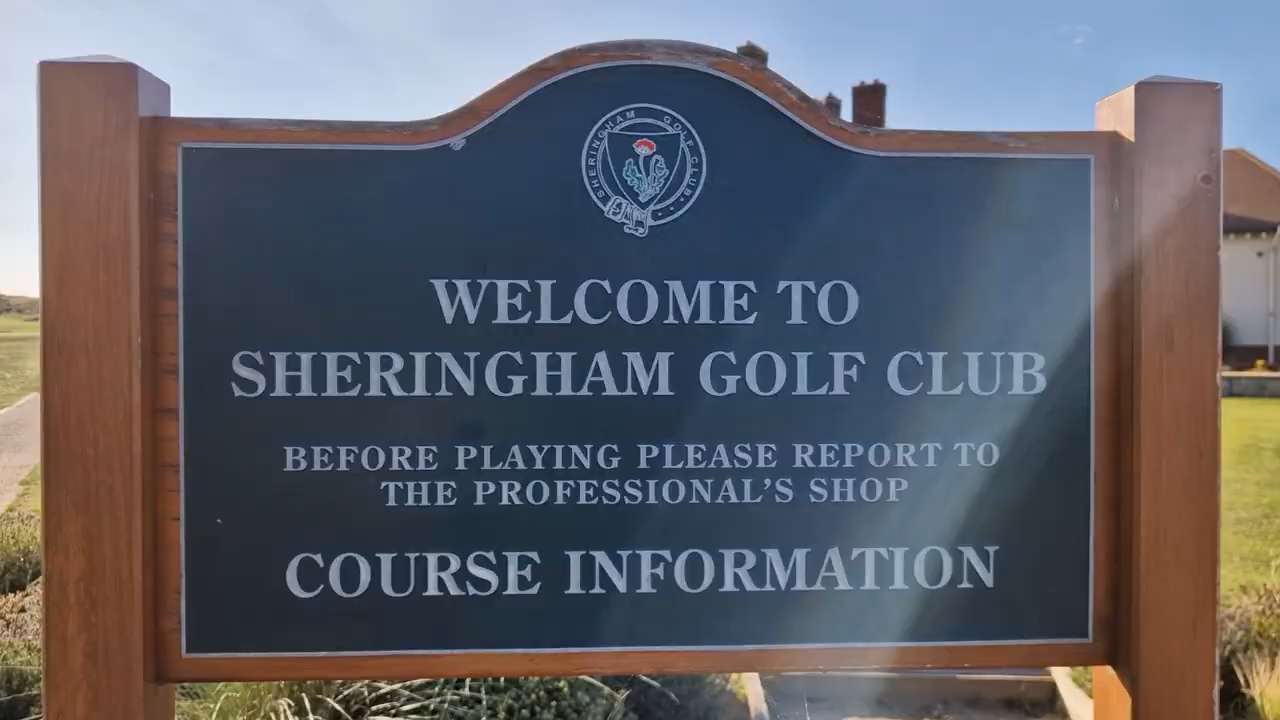 SHERINGHAM GOLF CLUB
WELCOME TO
SHERINGHAM GOLF CLUB
BEFORE PLAYING PLEASE REPORT TO
THE PROFESSIONAL'S SHOP
COURSE INFORMATION